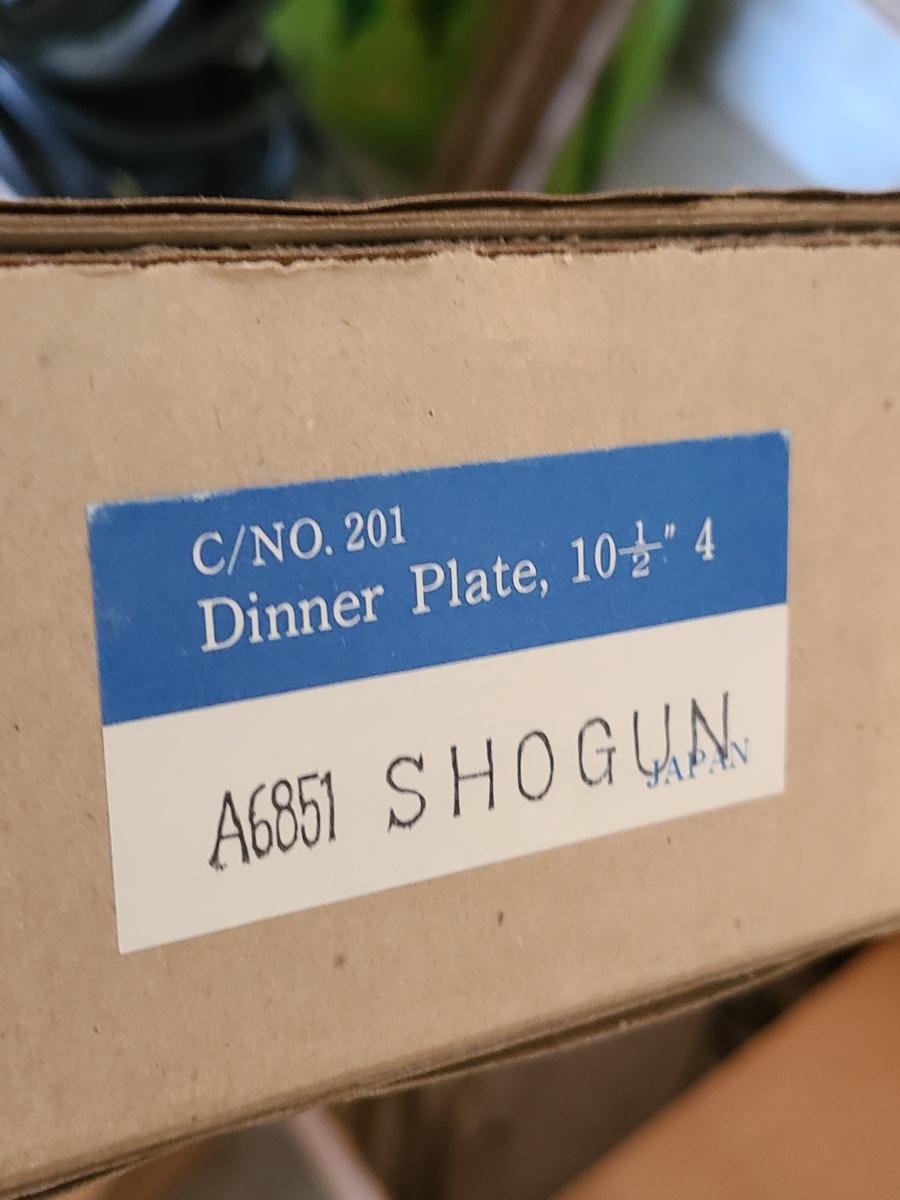 C/NO. 201
Dinner Plate, 10½" 4
A6851 SHOGUN
JAPAN